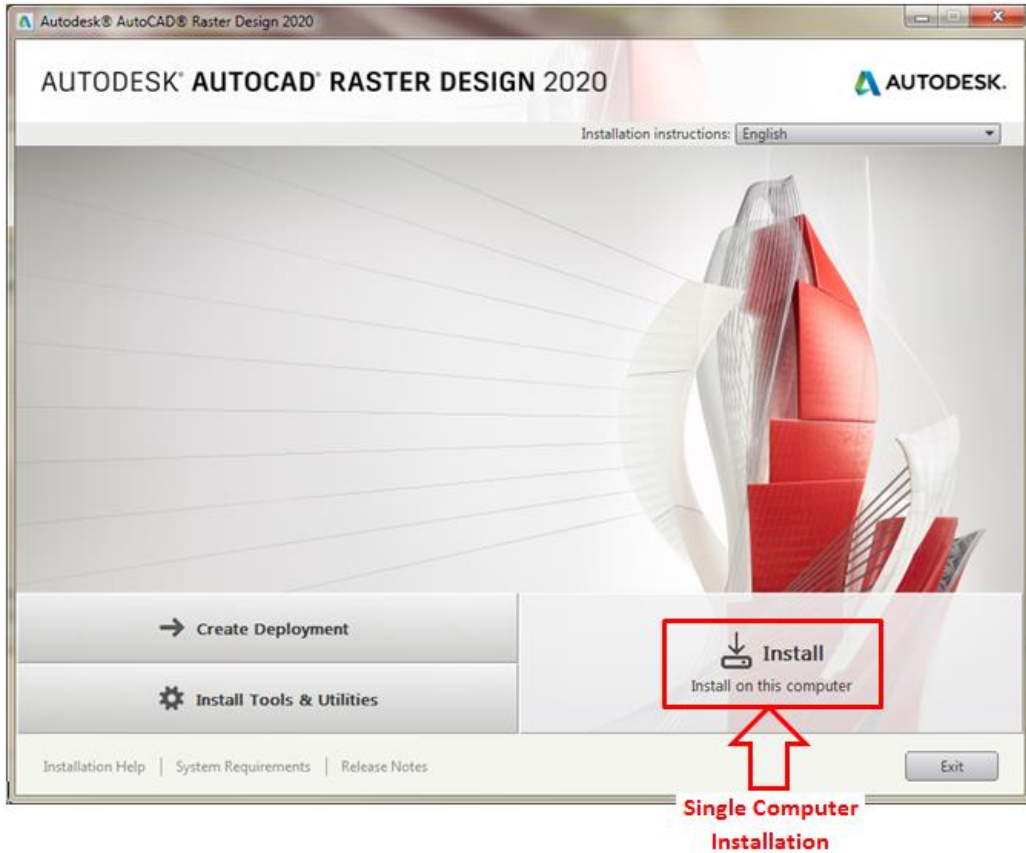 Autodesk® AutoCAD® Raster Design 2020
AUTODESK® AUTOCAD® RASTER DESIGN 2020
AUTODESK.
Installation instructions: English
Create Deployment
Install
Install on this computer
Install Tools & Utilities
Installation Help | System Requirements | Release Notes
Exit
Single Computer
Installation